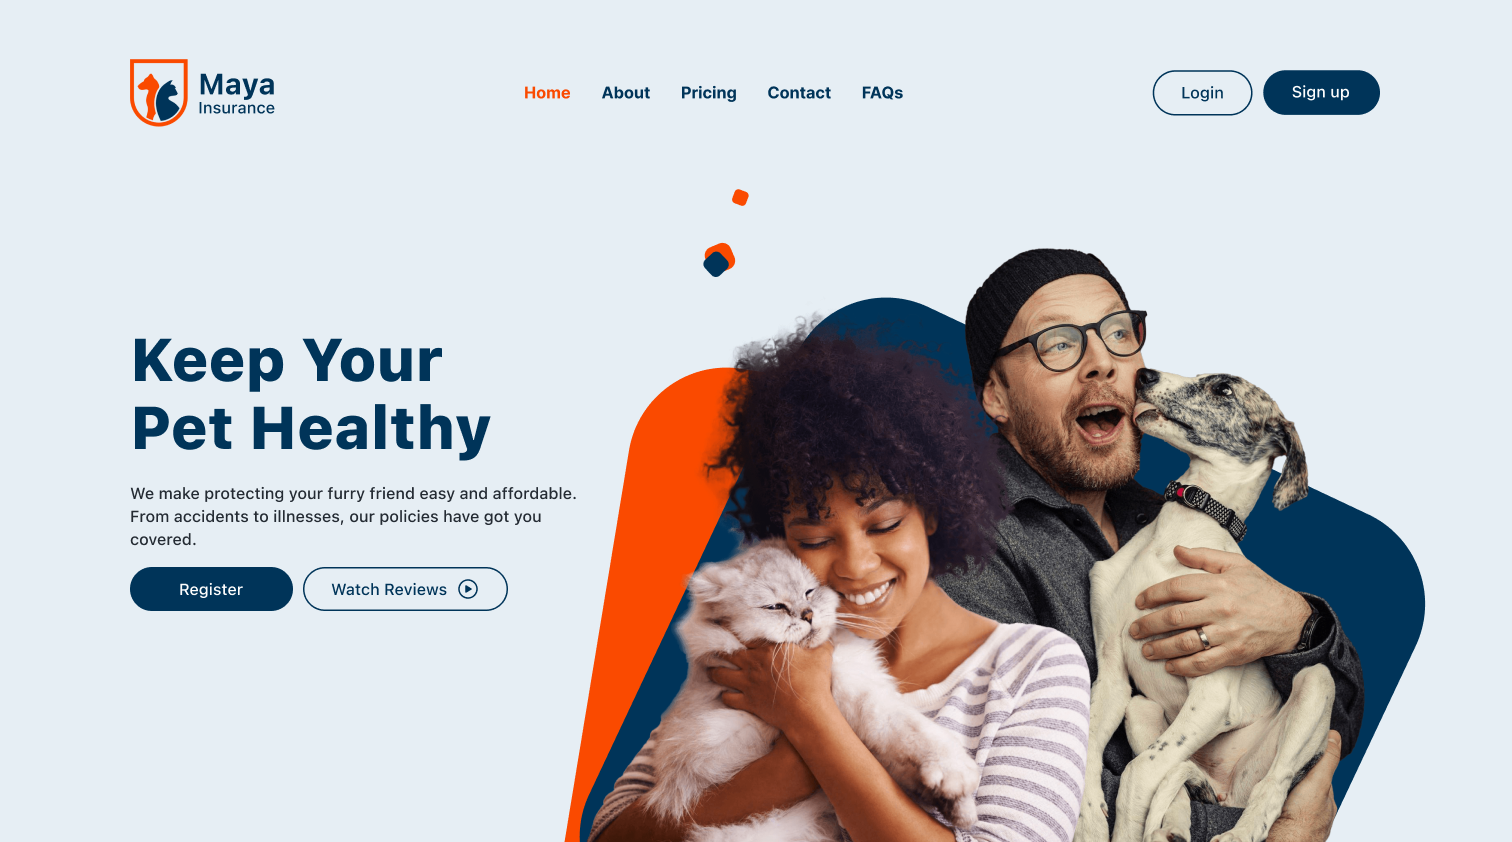 Maya
Insurance
Home About Pricing Contact FAQs
Login
Sign up
Keep Your
Pet Healthy
We make protecting your furry friend easy and affordable.
From accidents to illnesses, our policies have got you
covered.
Register
Watch Reviews